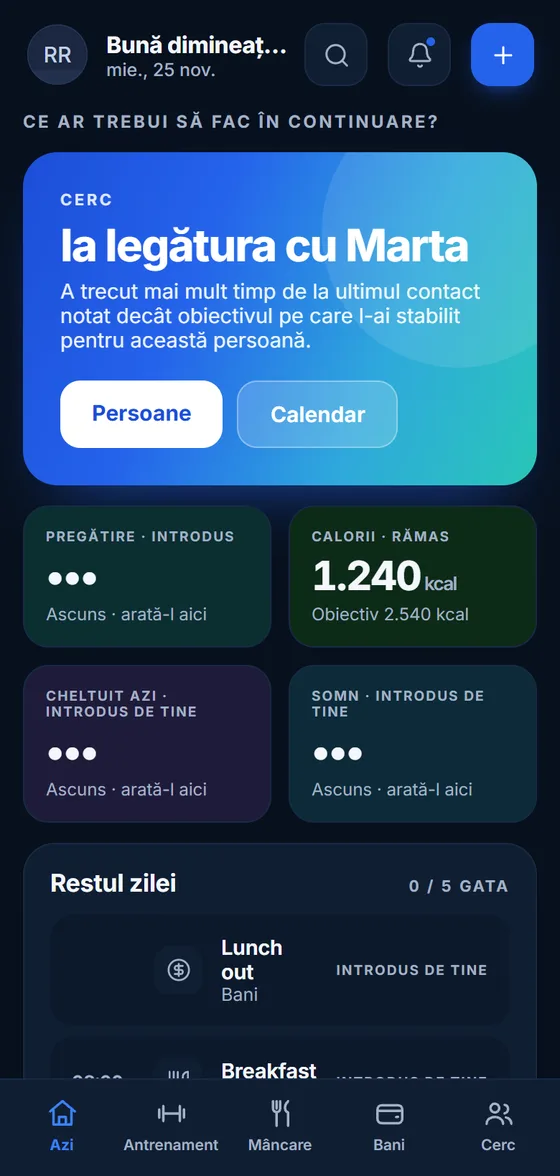 RR
Bună dimineaț...
mie., 25 nov.
CE AR TREBUI SĂ FAC ÎN CONTINUARE?
CERC
Ia legătura cu Marta
A trecut mai mult timp de la ultimul contact
notat decât obiectivul pe care l-ai stabilit
pentru această persoană.
Persoane
Calendar
PREGĂTIRE · INTRODUS
Ascuns · arată-l aici
CALORII · RĂMAS
1.240 kcal
Obiectiv 2.540 kcal
CHELTUIT AZI ·
INTRODUS DE TINE
Ascuns · arată-l aici
SOMN · INTRODUS DE
TINE
Ascuns · arată-l aici
Restul zilei
0 / 5 GATA
Lunch
out
Bani
INTRODUS DE TINE
Breakfast
Azi
Antrenament
Mâncare
Bani
Cerc